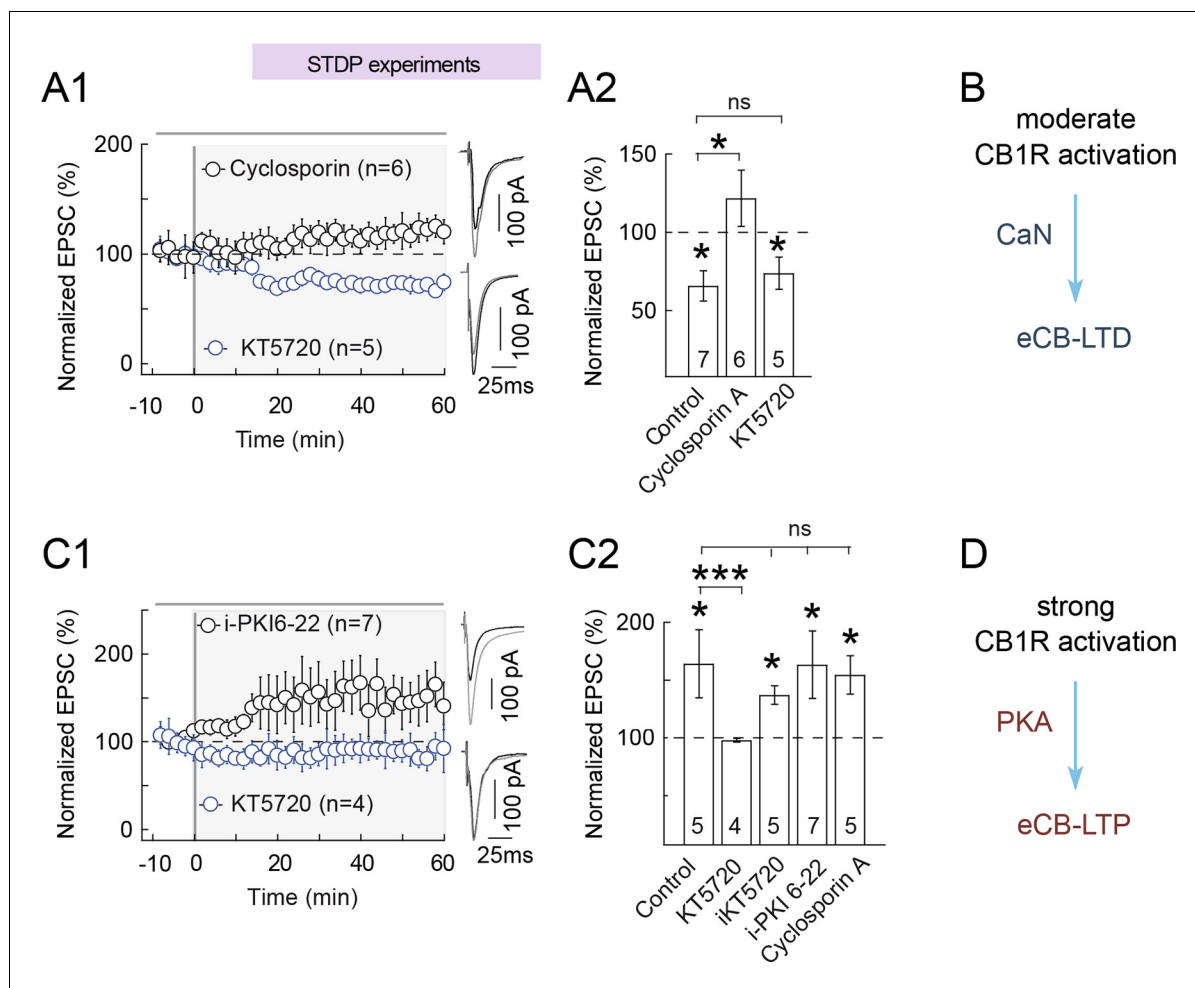 STDP experiments
A1
Normalized EPSC (%)
200
100
0
Cyclosporin (n=6)
KT5720 (n=5)
-10
0
20
40
60
Time (min)
100 pA
100 pA
25ms
A2
Normalized EPSC (%)
150
100
50
ns
*
*
*
7
6
5
Control
Cyclosporin A
KT5720
B
moderate
CB1R activation
CaN
eCB-LTD
C1
Normalized EPSC (%)
200
100
0
i-PKI6-22 (n=7)
KT5720 (n=4)
-10
0
20
40
60
Time (min)
100 pA
100 pA
25ms
C2
Normalized EPSC (%)
200
100
ns
***
*
*
*
*
5
4
5
7
5
Control
KT5720
iKT5720
i-PKI 6-22
Cyclosporin A
D
strong
CB1R activation
PKA
eCB-LTP